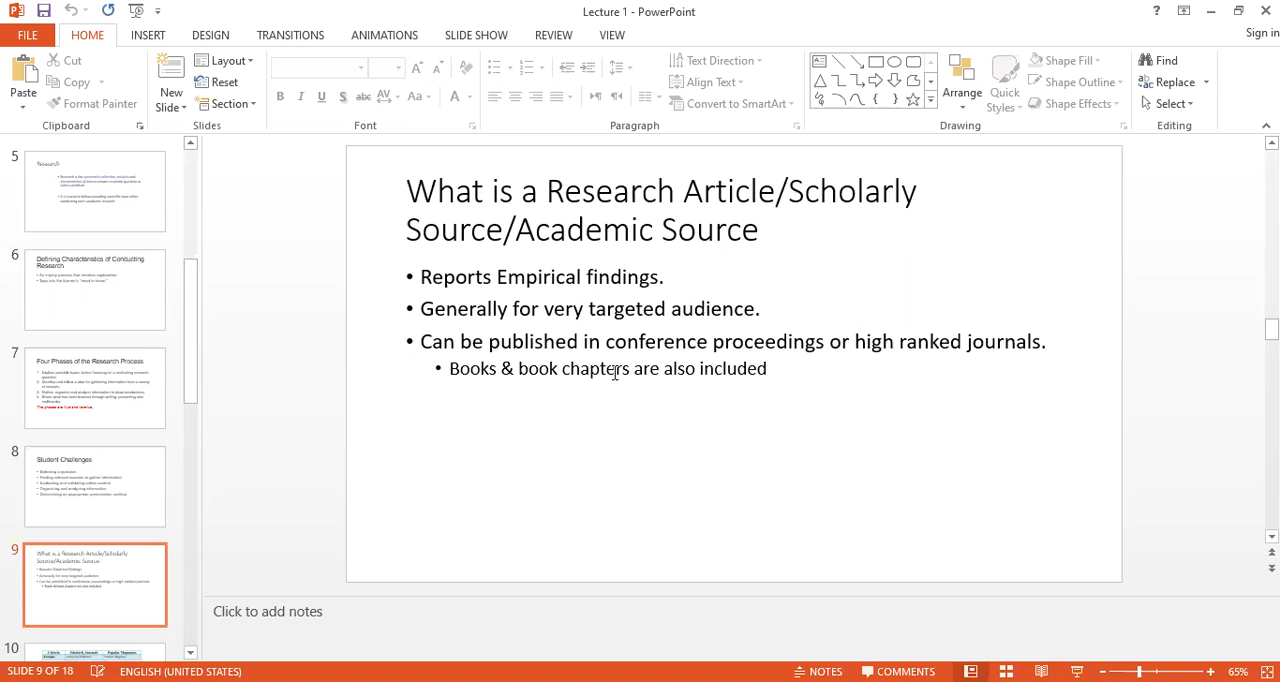 Lecture 1 - PowerPoint
FILE HOME INSERT DESIGN TRANSITIONS ANIMATIONS SLIDE SHOW REVIEW VIEW
Sign in
Paste
Cut
Copy
Format Painter
Clipboard
New Slide
Layout
Reset
Section
Slides
B I U S abc AV Aa A
Font
Text Direction
Align Text
Convert to SmartArt
Paragraph
Arrange
Quick Styles
Shape Fill
Shape Outline
Shape Effects
Drawing
Find
Replace
Select
Editing
5
Research
6
Defining Characteristics of Conducting
Research
7
Four Phases of the Research Process
8
Student Challenges
9
What is a Research Article/Scholarly
Source/Academic Source
10
What is a Research Article/Scholarly
Source/Academic Source
• Reports Empirical findings.
• Generally for very targeted audience.
• Can be published in conference proceedings or high ranked journals.
• Books & book chapters are also included
Click to add notes
SLIDE 9 OF 18 ENGLISH (UNITED STATES) NOTES COMMENTS 65%